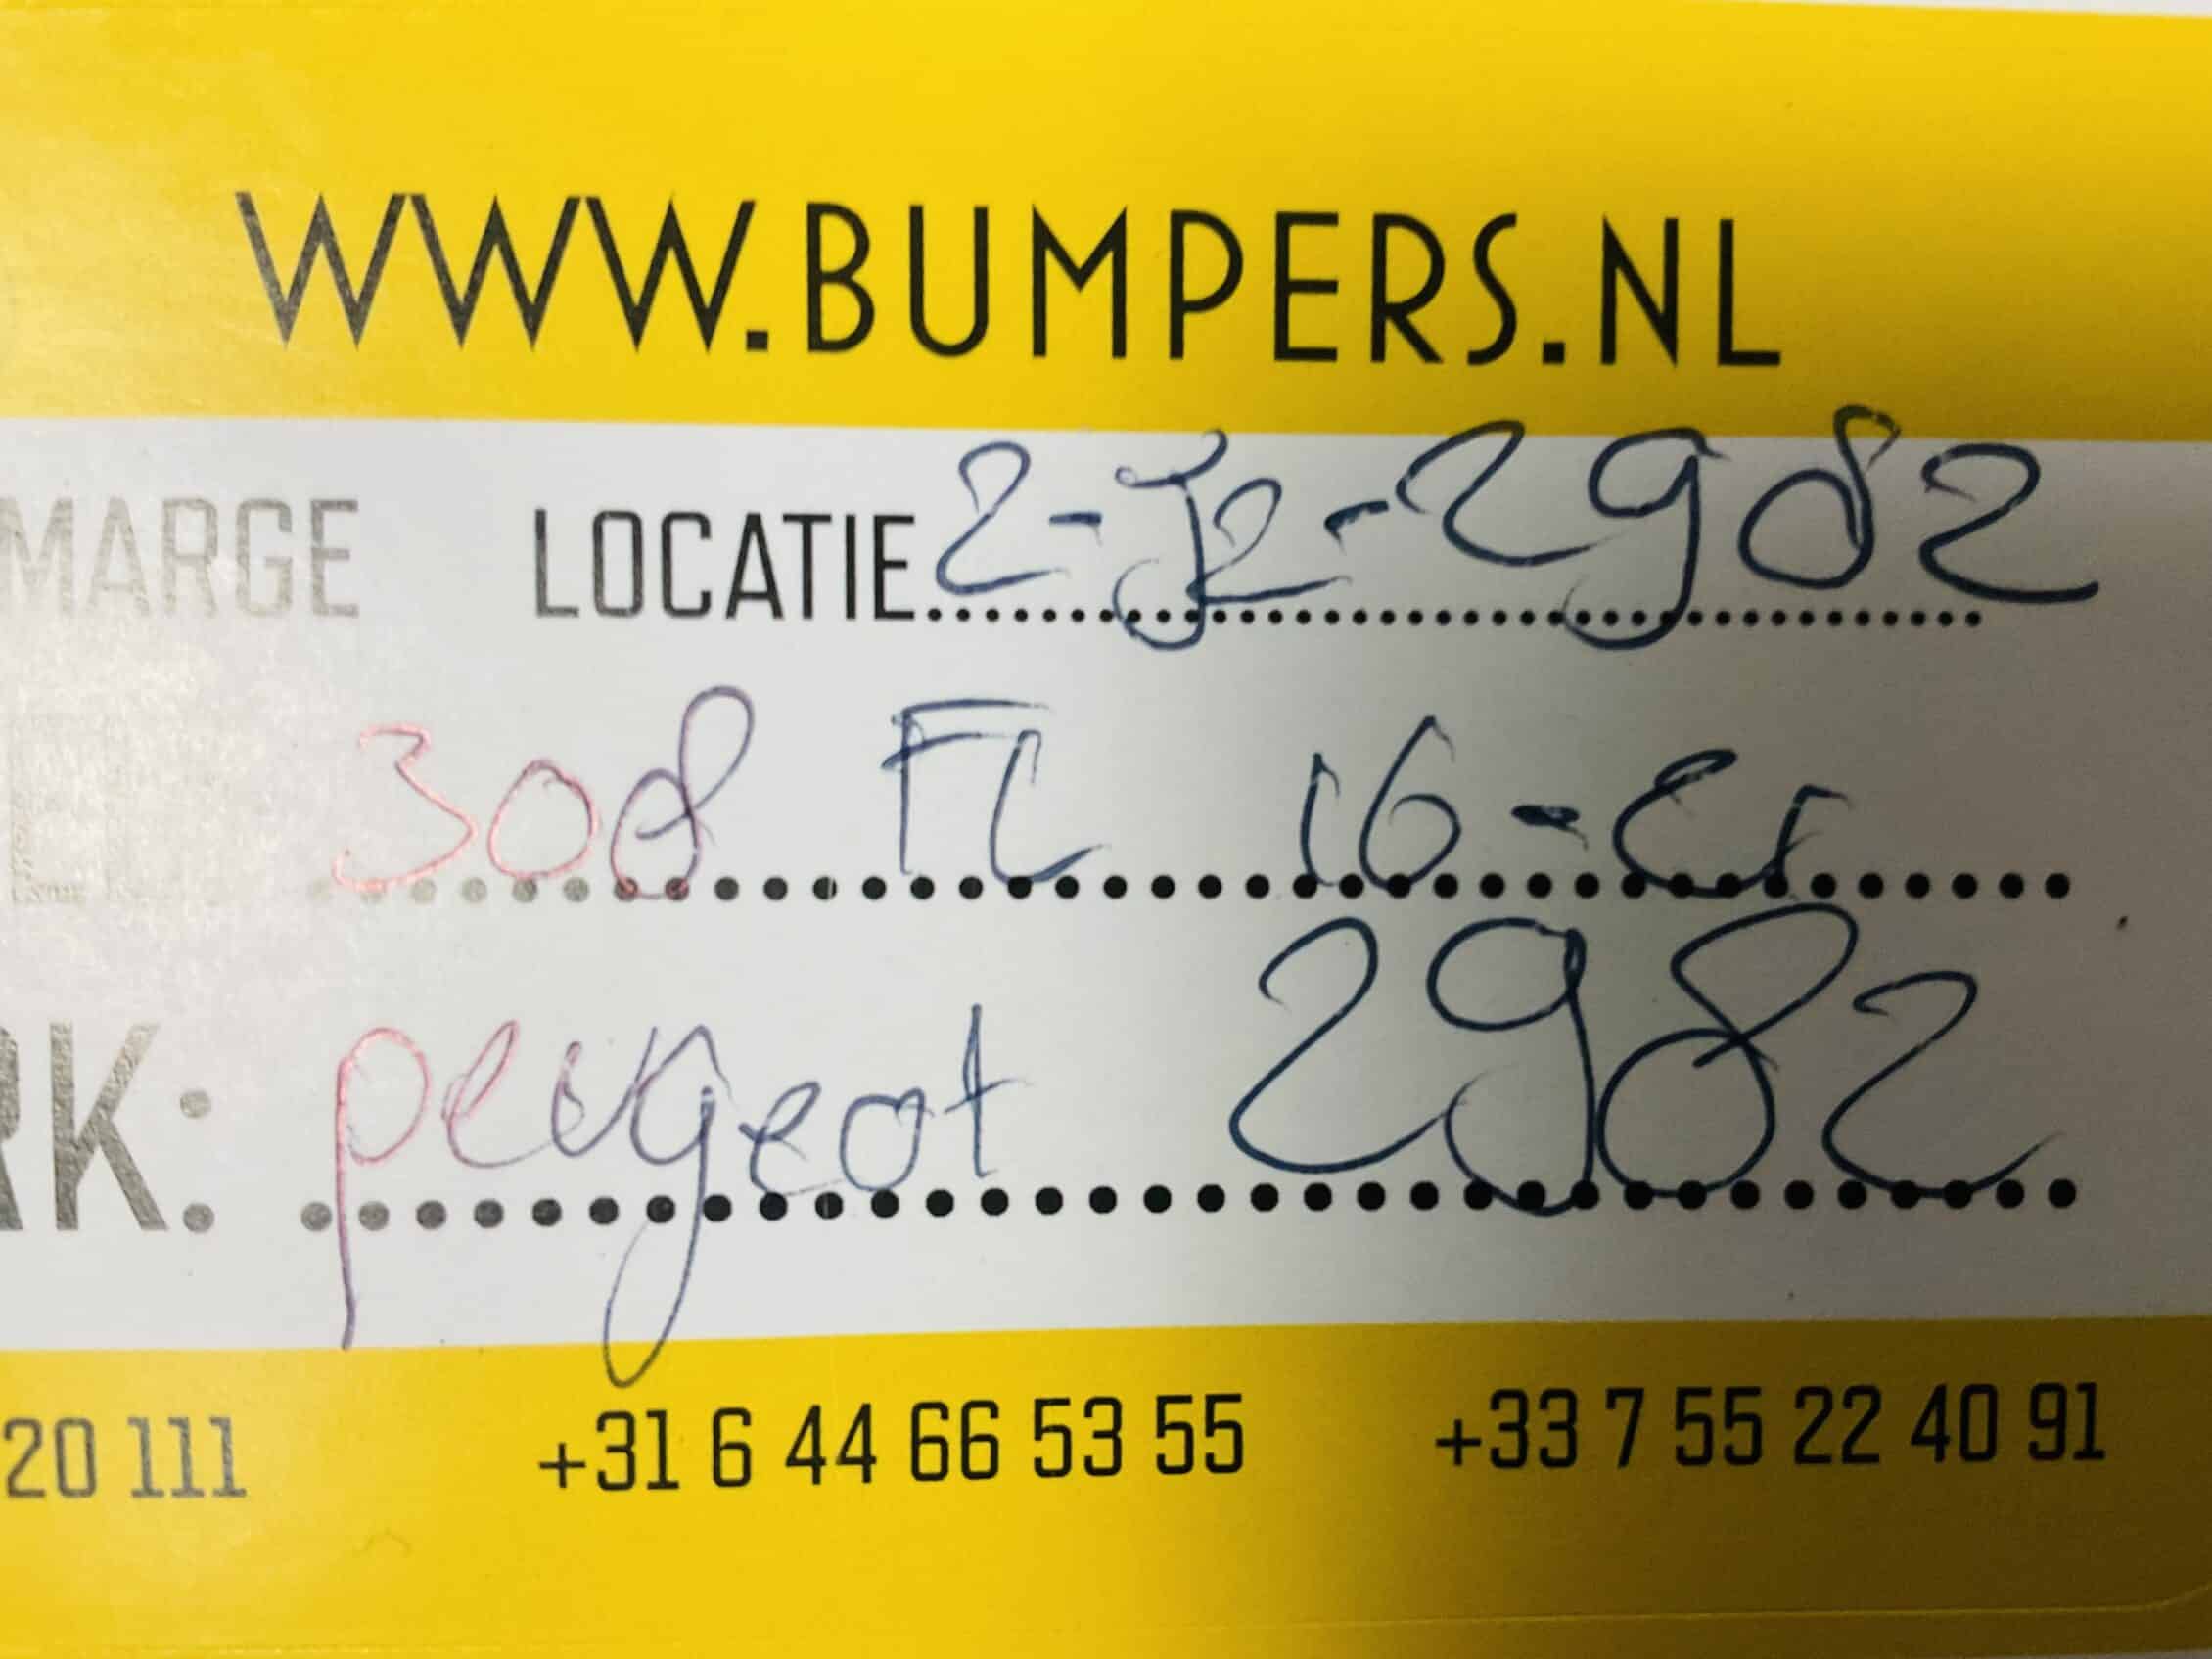 WWW.BUMPERS.NL
MARGE LOCATIE 2-J2-2982
308 FL 16-
RK: peugeot 2982
20 111 +31 6 44 66 53 55 +33 7 55 22 40 91